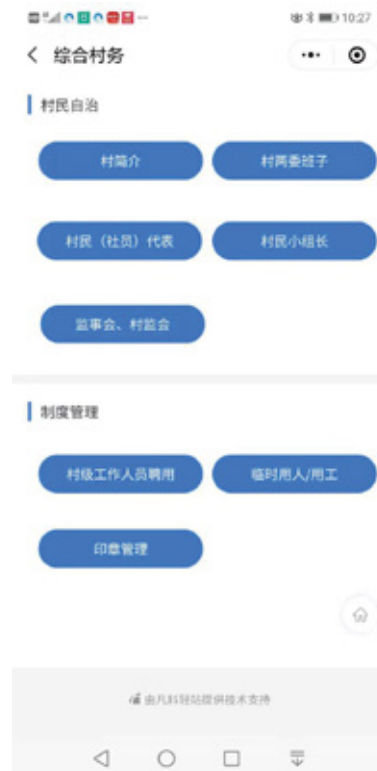 10:27
综合村务
村民自治
村简介
村两委班子
村民（社员）代表
村民小组长
监事会、村监会
制度管理
村级工作人员聘用
临时用人/用工
印章管理
由凡科轻站提供技术支持